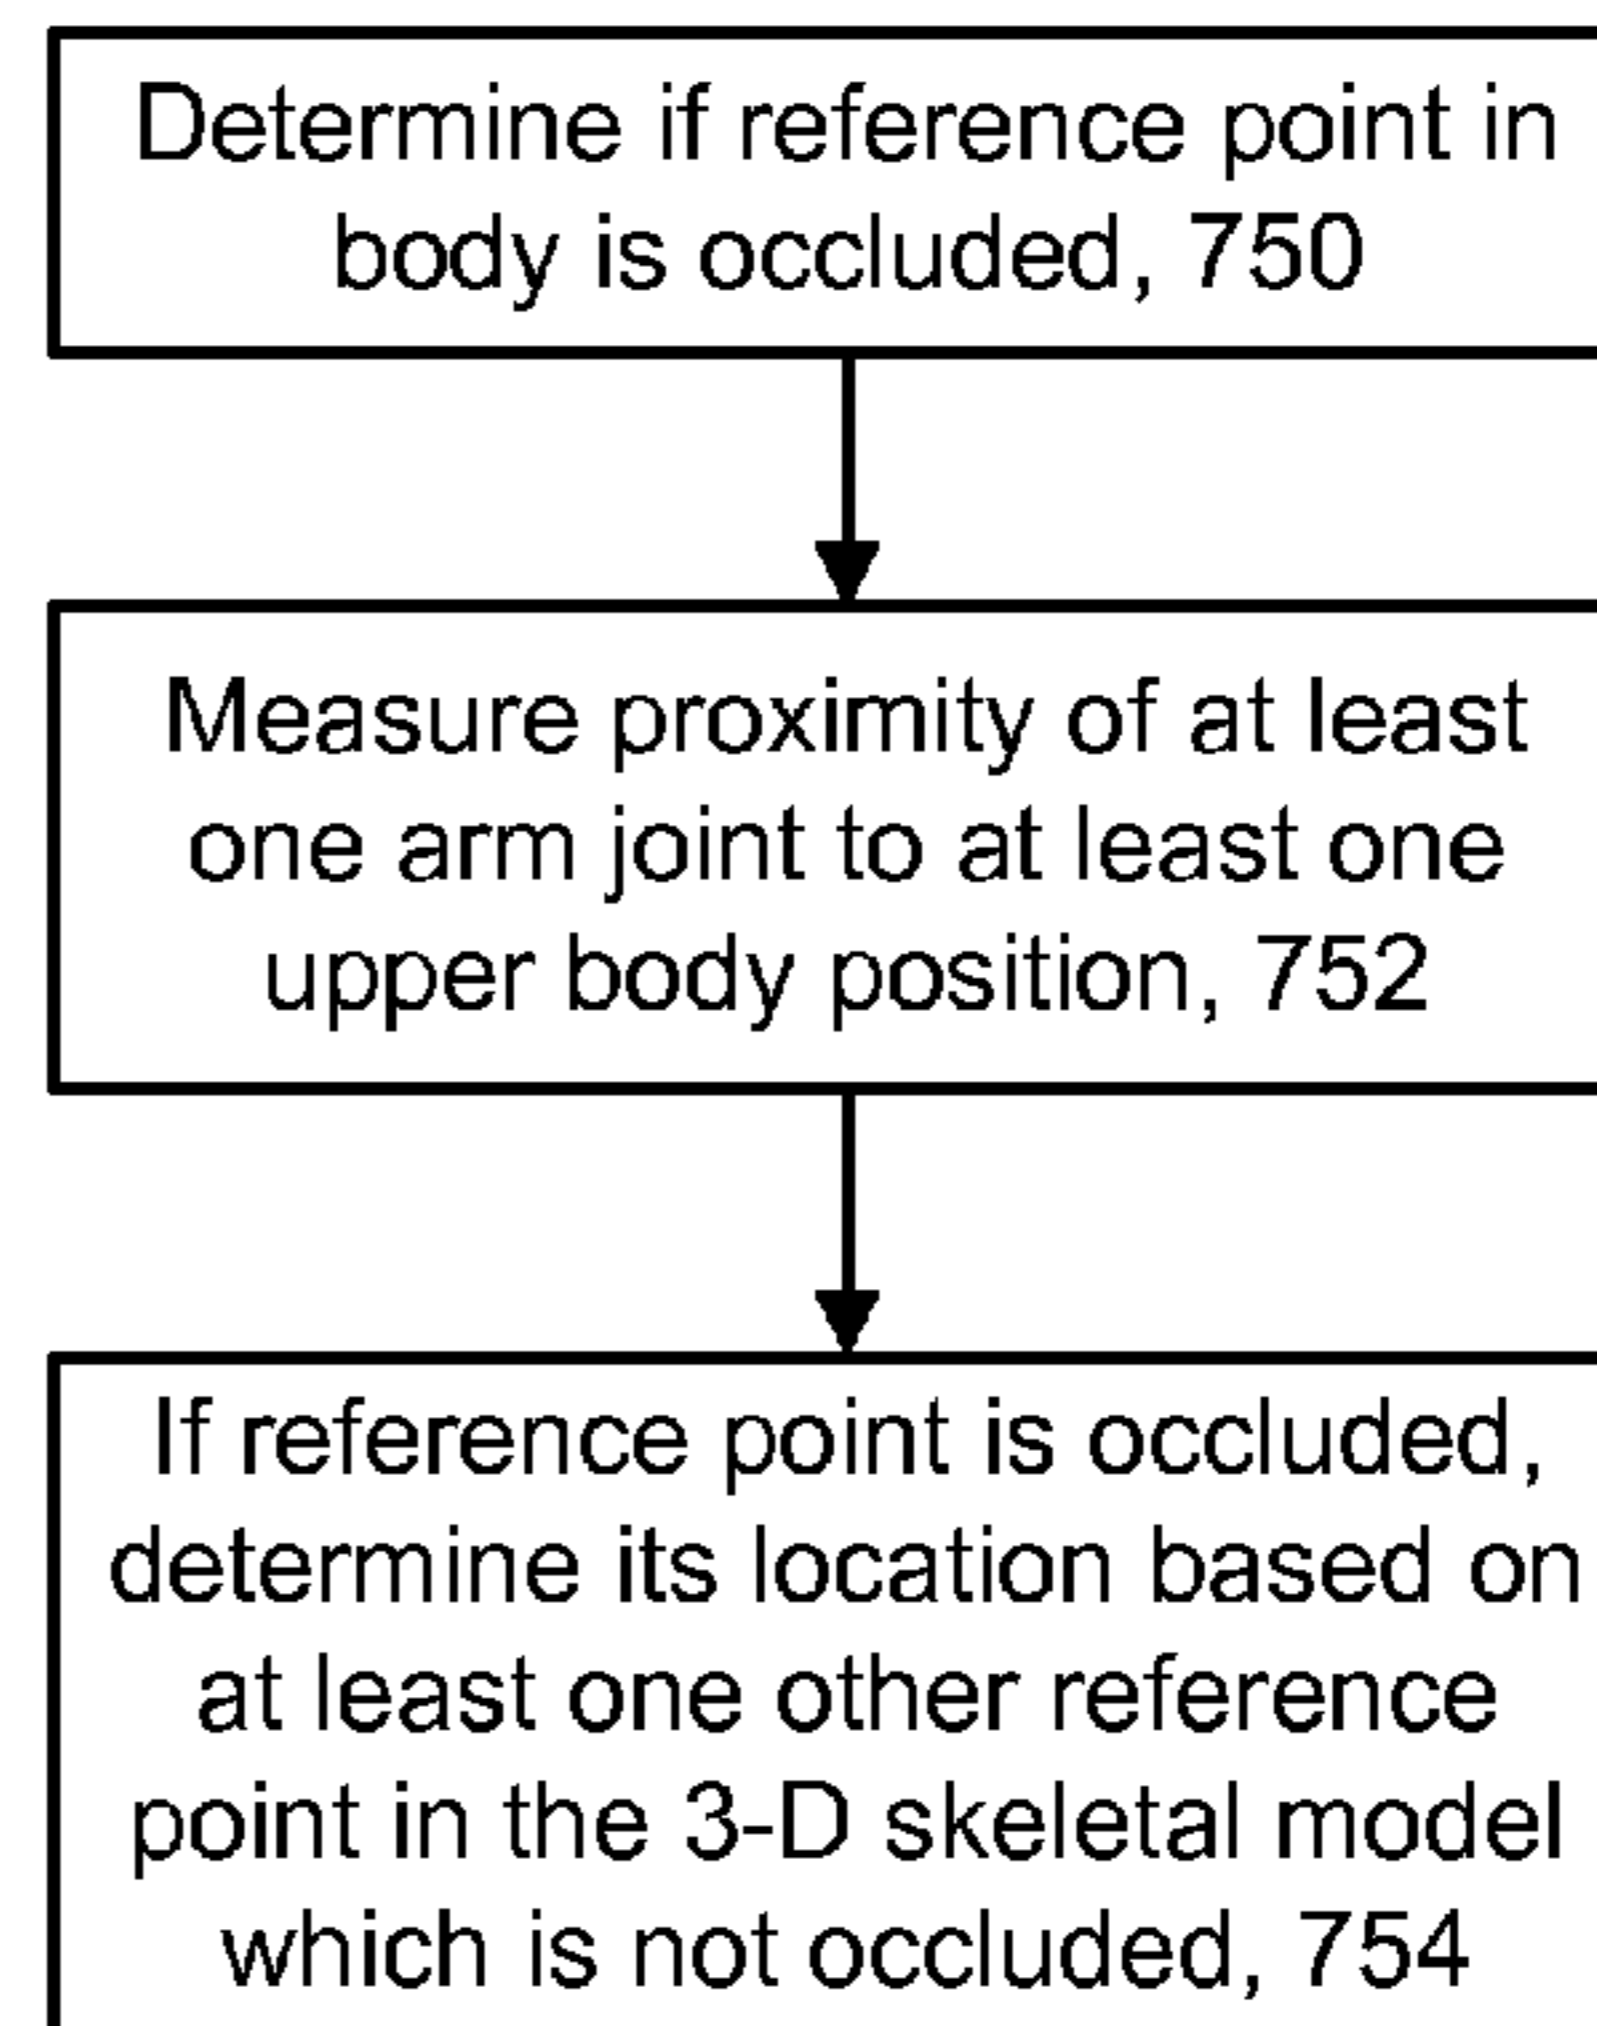 Determine if reference point in
body is occluded, 750
Measure proximity of at least
one arm joint to at least one
upper body position, 752
If reference point is occluded,
determine its location based on
at least one other reference
point in the 3-D skeletal model
which is not occluded, 754